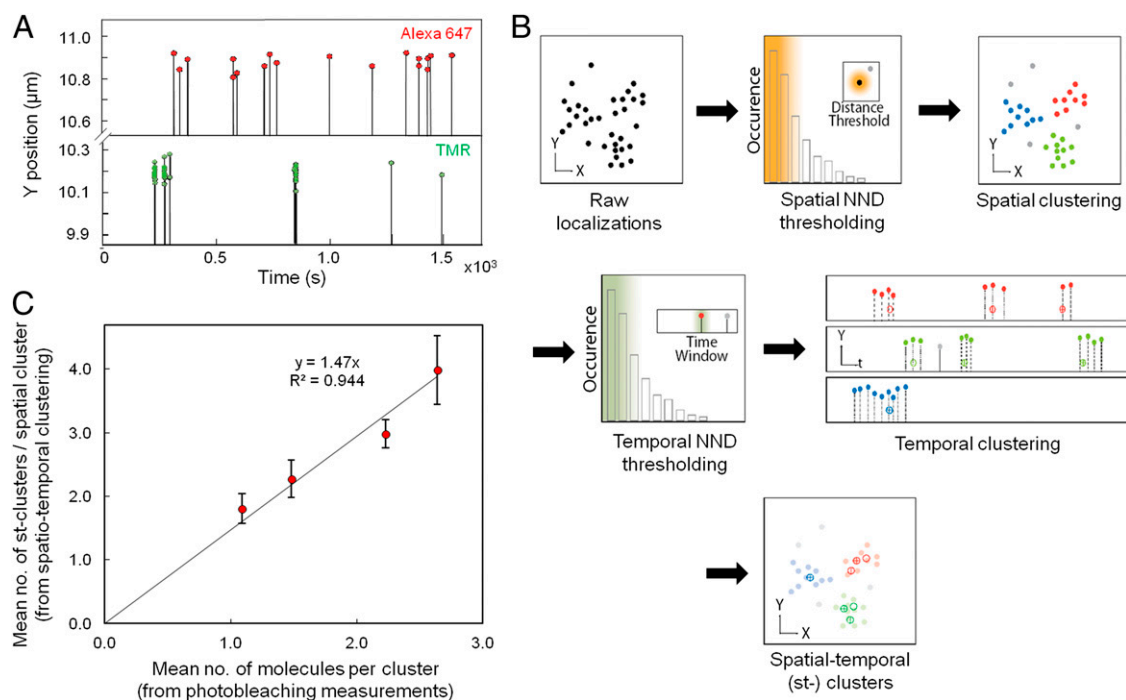 A
Alexa 647
11.0
10.9
10.8
10.6
TMR
10.3
10.2
10.1
9.9
Y position (µm)
0
0.5
1.0
1.5
x10³
Time (s)
B
Y
X
Raw
localizations
Occurence
Distance
Threshold
Spatial NND
thresholding
Y
X
Spatial clustering
Occurence
Time
Window
Temporal NND
thresholding
Y
t
Temporal clustering
Y
X
Spatial-temporal
(st-) clusters
C
Mean no. of st-clusters / spatial cluster
(from spatio-temporal clustering)
4.0
3.0
2.0
1.0
0.0
y = 1.47x
R² = 0.944
0.0
1.0
2.0
3.0
Mean no. of molecules per cluster
(from photobleaching measurements)